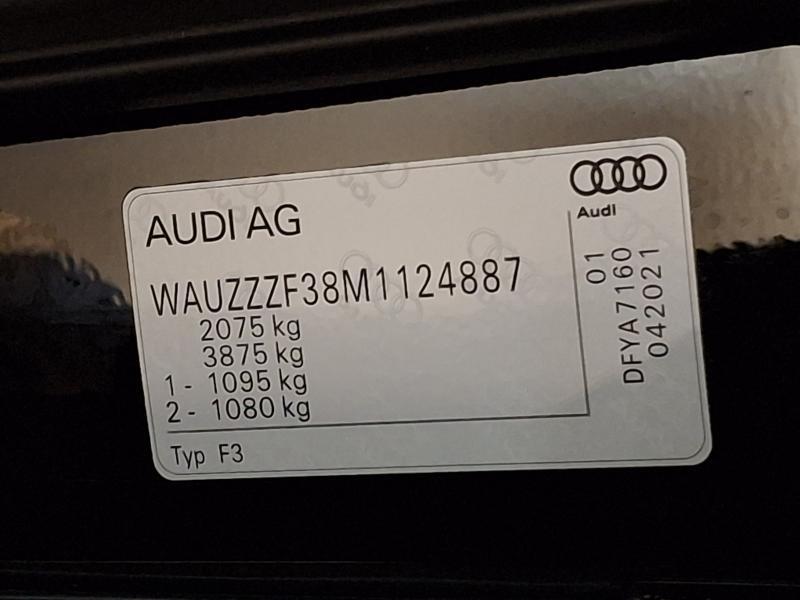 AUDI AG
Audi
WAUZZZF38M1124887
2075 kg
3875 kg
1 - 1095 kg
2 - 1080 kg
Typ F3
01
DFYA7160
042021